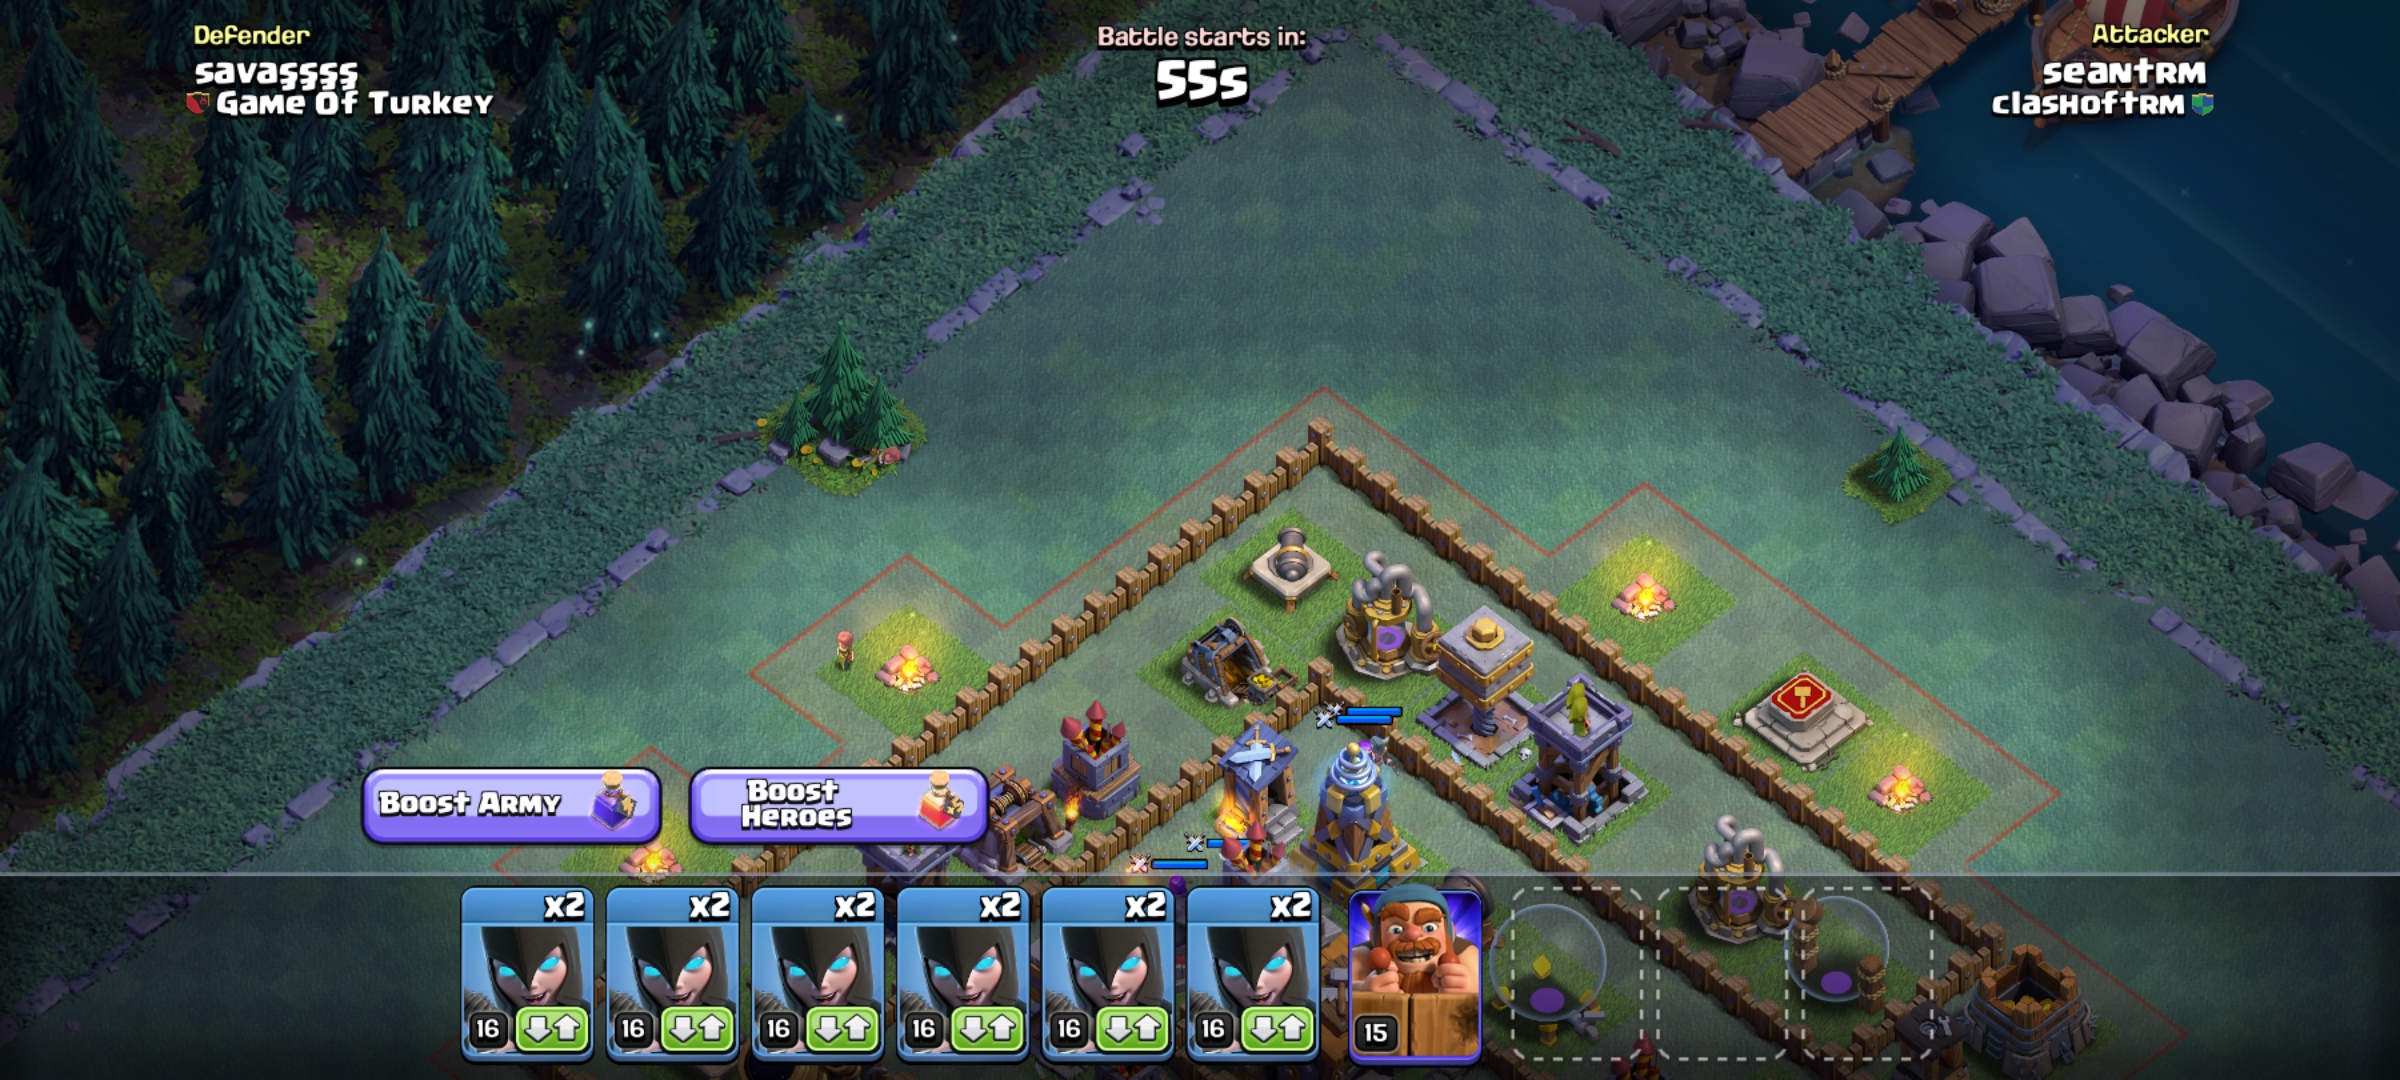 Defender
savaşşşş
Game Of Turkey
Battle starts in:
55s
Attacker
seantrm
clashoftrm
Boost Army
Boost
Heroes
x2
x2
x2
x2
x2
x2
16
16
16
16
16
16
15